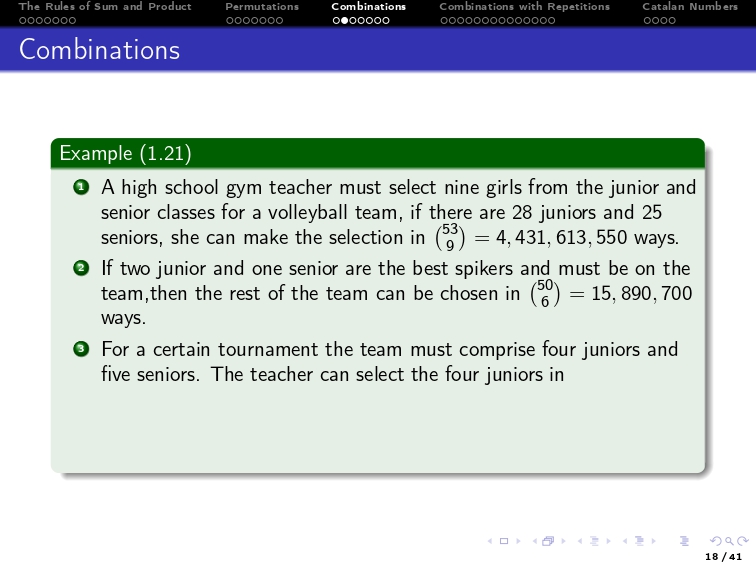 The Rules of Sum and Product Permutations Combinations Combinations with Repetitions Catalan Numbers
Combinations
Example (1.21)
1 A high school gym teacher must select nine girls from the junior and
senior classes for a volleyball team, if there are 28 juniors and 25
seniors, she can make the selection in (53 9) = 4, 431, 613, 550 ways.
2 If two junior and one senior are the best spikers and must be on the
team,then the rest of the team can be chosen in (50 6) = 15, 890, 700
ways.
3 For a certain tournament the team must comprise four juniors and
five seniors. The teacher can select the four juniors in
18 / 41